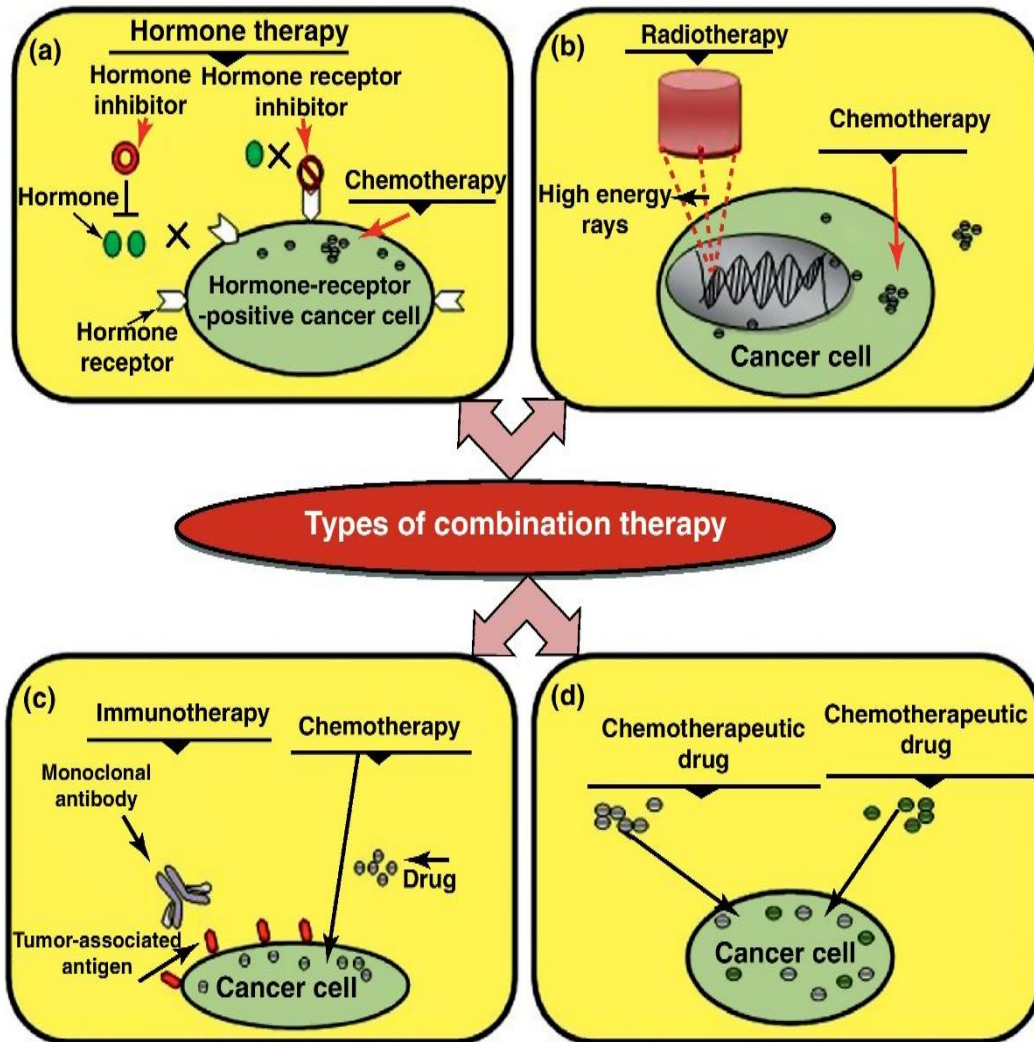 (a)
Hormone therapy
Hormone
inhibitor
Hormone receptor
inhibitor
Hormone
Chemotherapy
Hormone-receptor
-positive cancer cell
Hormone
receptor
(b)
Radiotherapy
Chemotherapy
High energy
rays
Cancer cell
Types of combination therapy
(c)
Immunotherapy
Chemotherapy
Monoclonal
antibody
Drug
Tumor-associated
antigen
Cancer cell
(d)
Chemotherapeutic
drug
Chemotherapeutic
drug
Cancer cell